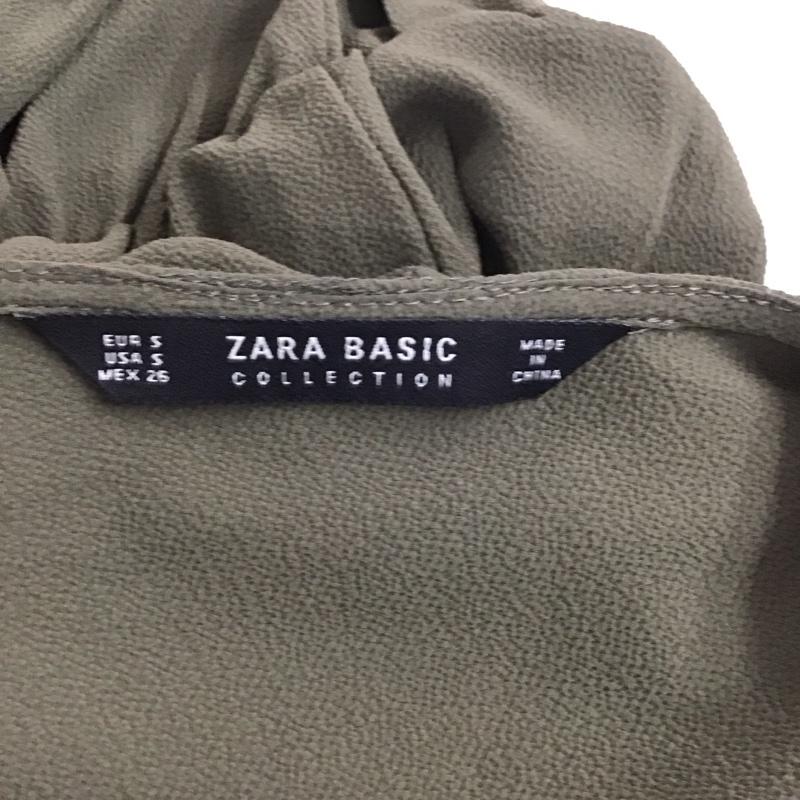 EUR S
USA S
MEX 26
ZARA BASIC
COLLECTION
MADE
IN
CHINA